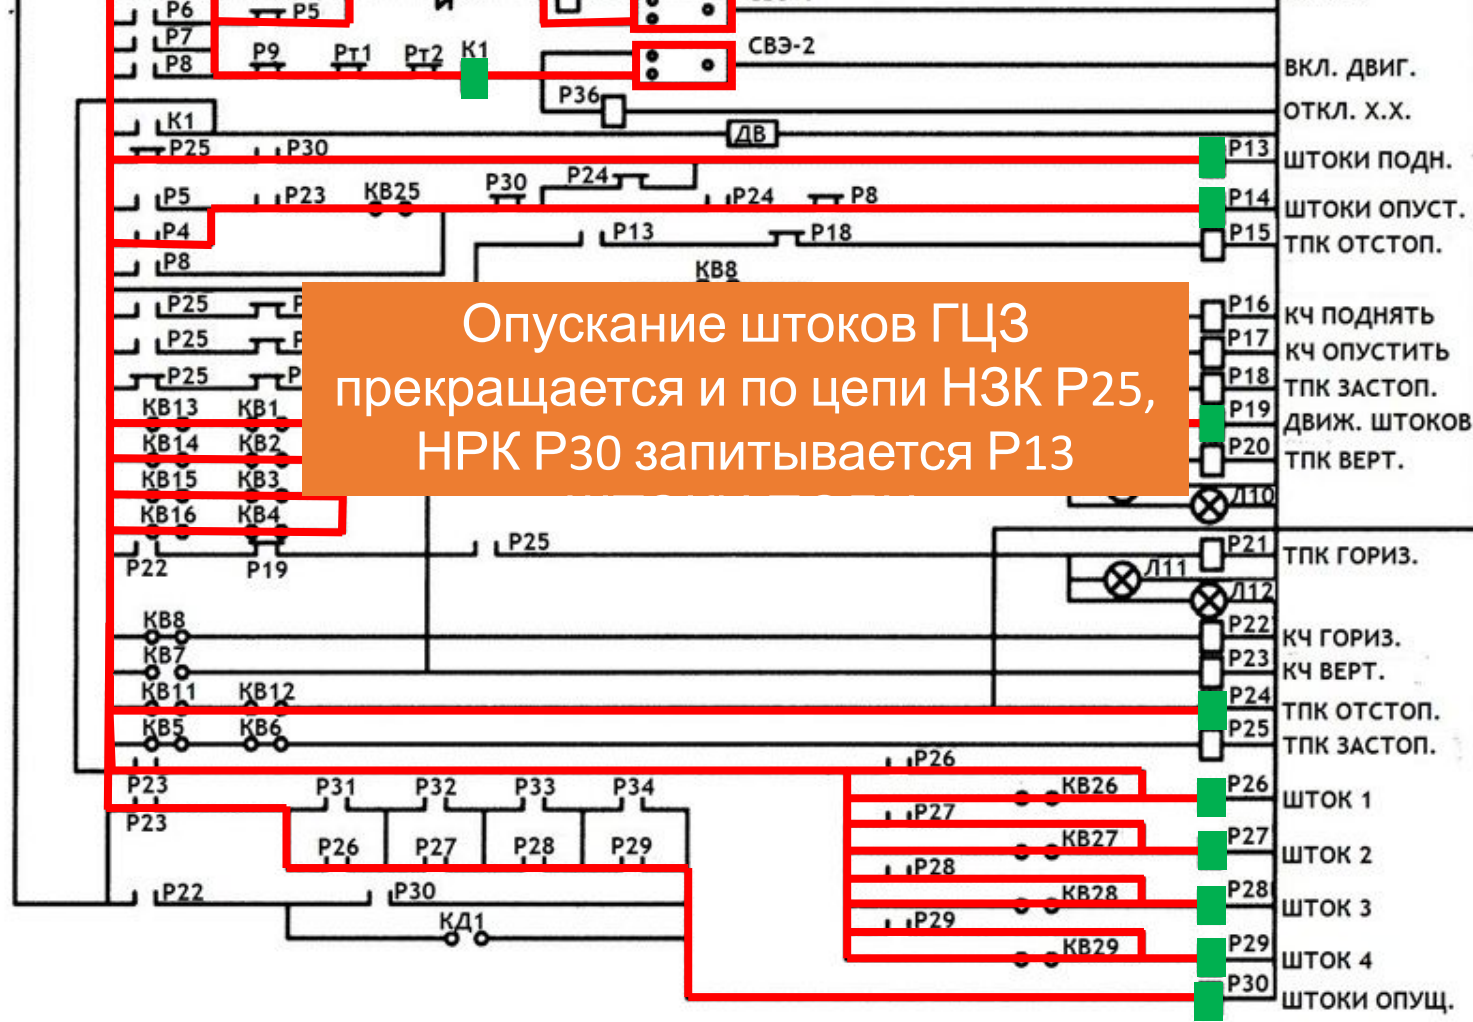 Р6 Р5
Р7
Р8 Р9 Рт1 Рт2 К1 СВЭ-2 ВКЛ. ДВИГ.
Р36 ОТКЛ. Х.Х.
К1 ДВ
Р25 Р30 Р13 ШТОКИ ПОДН.
Р5 Р23 КВ25 Р30 Р24 Р24 Р8 Р14 ШТОКИ ОПУСТ.
Р4 Р13 Р18 Р15 ТПК ОТСТОП.
Р8 КВ8
Р25 Р16 КЧ ПОДНЯТЬ
Р25 Р17 КЧ ОПУСТИТЬ
Р25 Р18 ТПК ЗАСТОП.
Опускание штоков ГЦЗ
прекращается и по цепи НЗК Р25,
НРК Р30 запитывается Р13
КВ13 КВ1 Р19 ДВИЖ. ШТОКОВ
КВ14 КВ2 Р20 ТПК ВЕРТ.
КВ15 КВ3 Л10
КВ16 КВ4
Р22 Р19 Р25 Р21 ТПК ГОРИЗ.
Л11
Л12
КВ8 Р22 КЧ ГОРИЗ.
КВ7 Р23 КЧ ВЕРТ.
КВ11 КВ12 Р24 ТПК ОТСТОП.
КВ5 КВ6 Р25 ТПК ЗАСТОП.
Р23 Р31 Р32 Р33 Р34 Р26
КВ26 Р26 ШТОК 1
Р23 Р27
Р26 Р27 Р28 Р29 КВ27 Р27 ШТОК 2
Р28
Р22 Р30 КВ28 Р28 ШТОК 3
КД1 Р29
КВ29 Р29 ШТОК 4
Р30 ШТОКИ ОПУЩ.